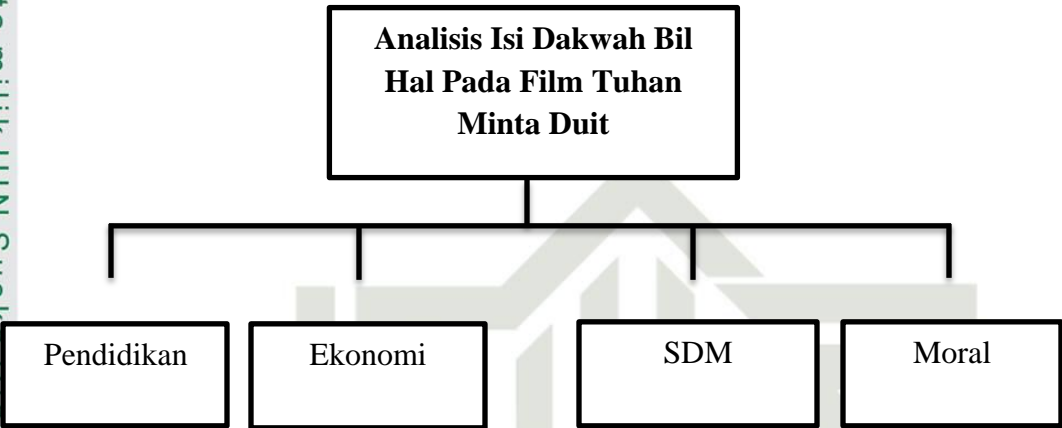 Analisis Isi Dakwah Bil
Hal Pada Film Tuhan
Minta Duit
Pendidikan
Ekonomi
SDM
Moral